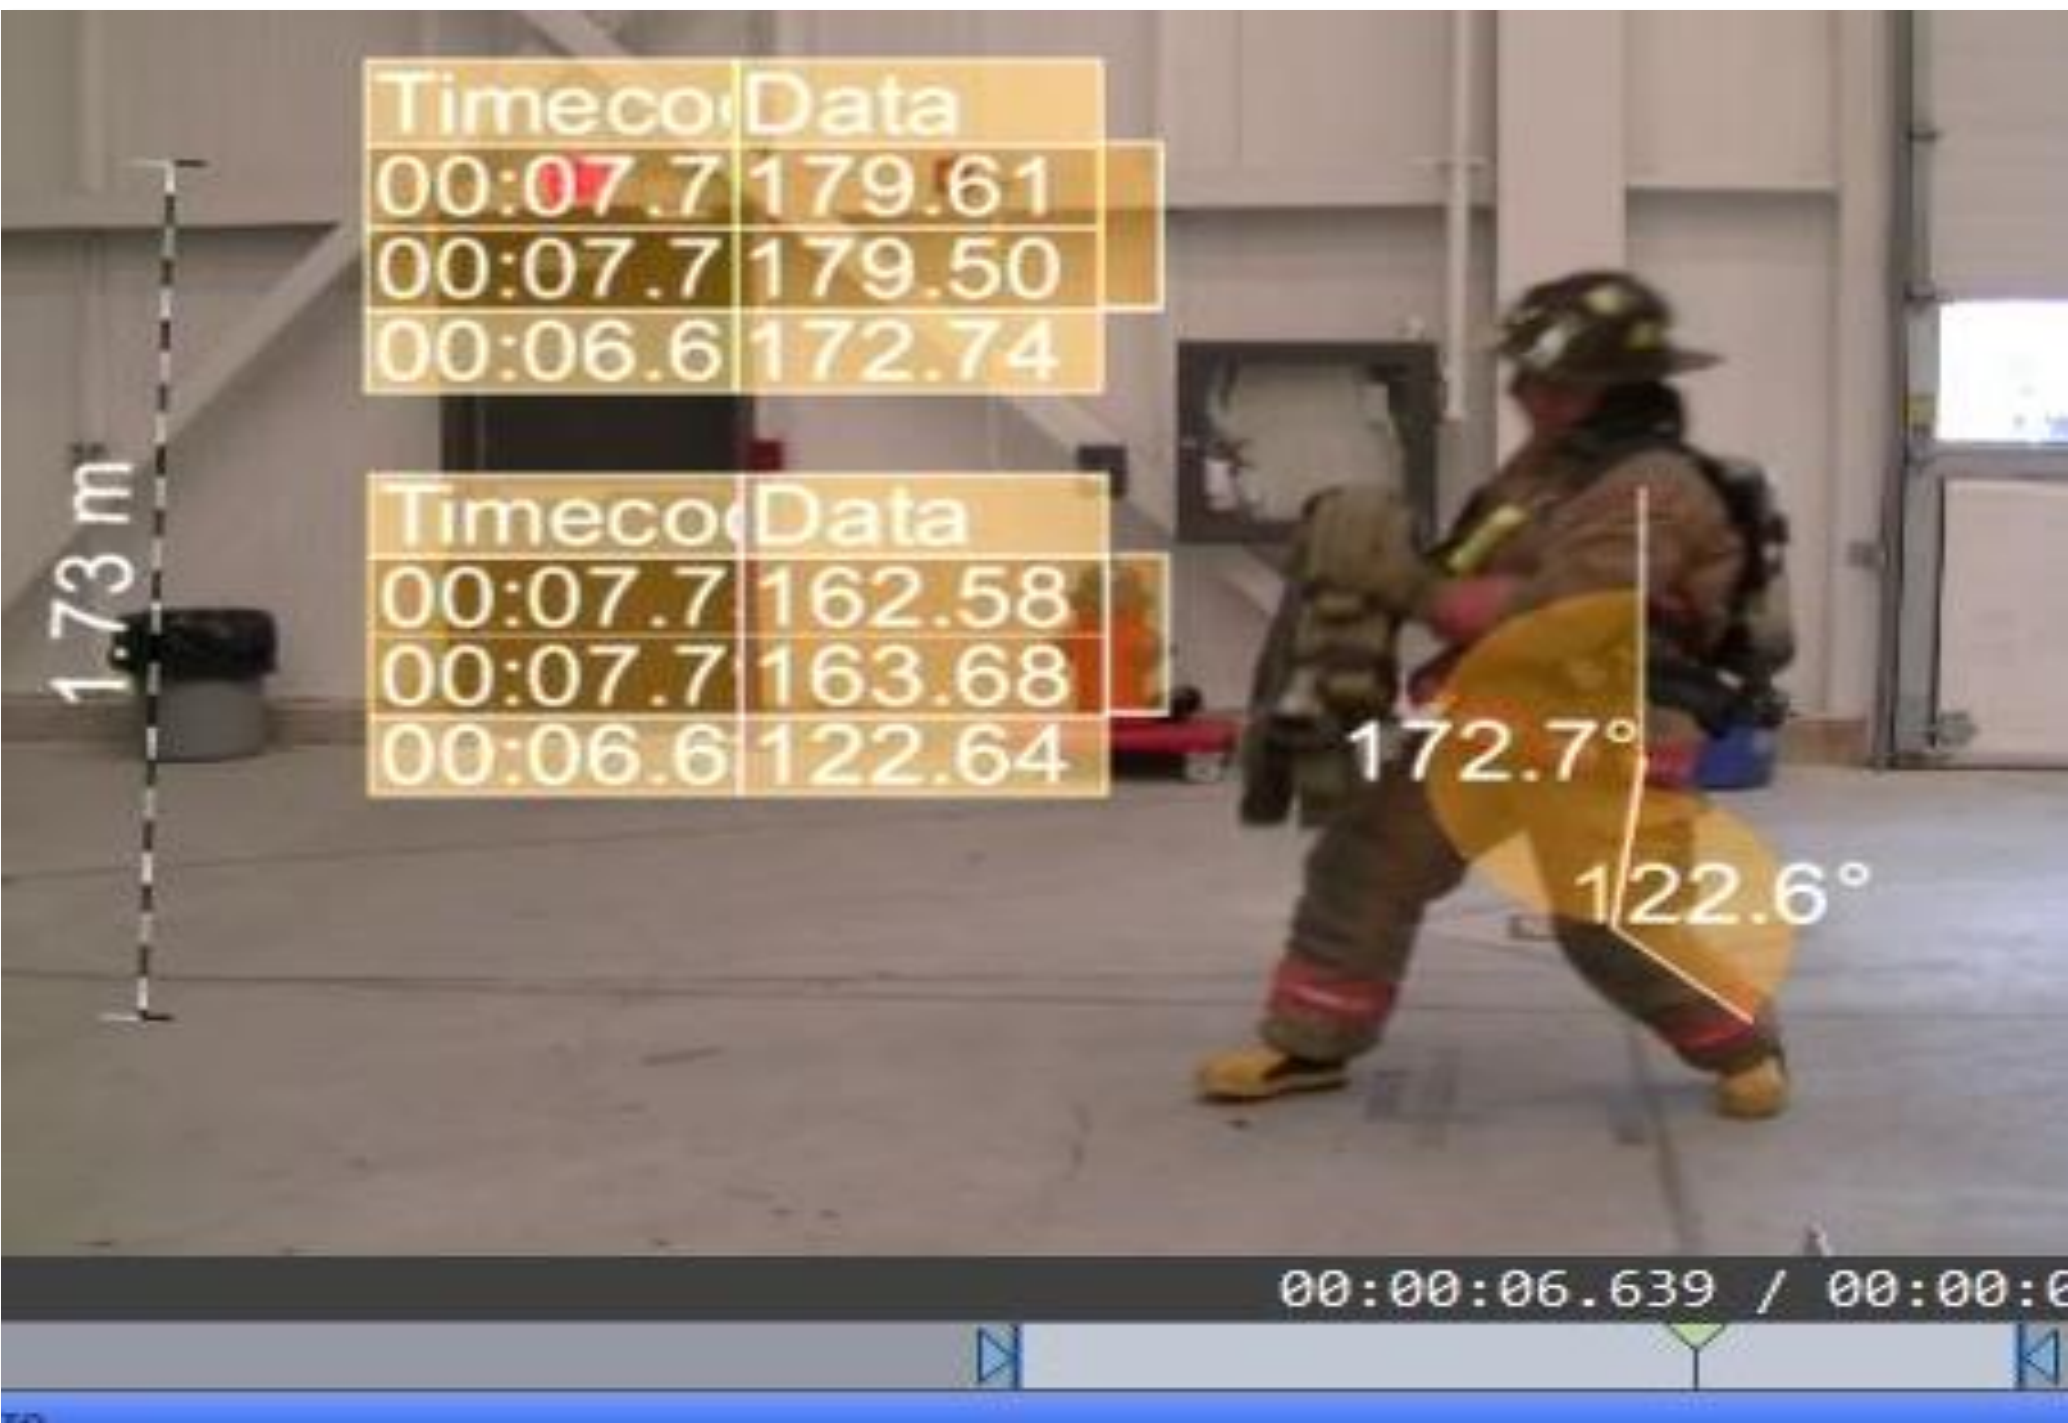 Timeco Data
00:07.7 179.61
00:07.7 179.50
00:06.6 172.74
1.73 m
Timeco Data
00:07.7 162.58
00:07.7 163.68
00:06.6 122.64
172.7°
122.6°
00:00:06.639 / 00:00:0